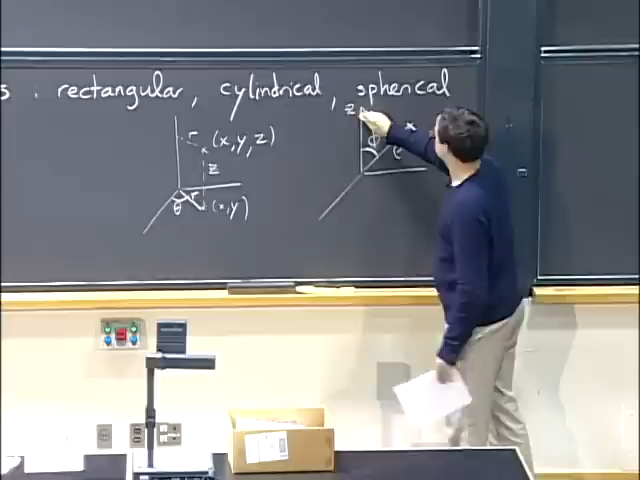 s : rectangular, cylindrical, spherical
r (x,y,z)
z
r
θ (x,y)
z
φ
ρ